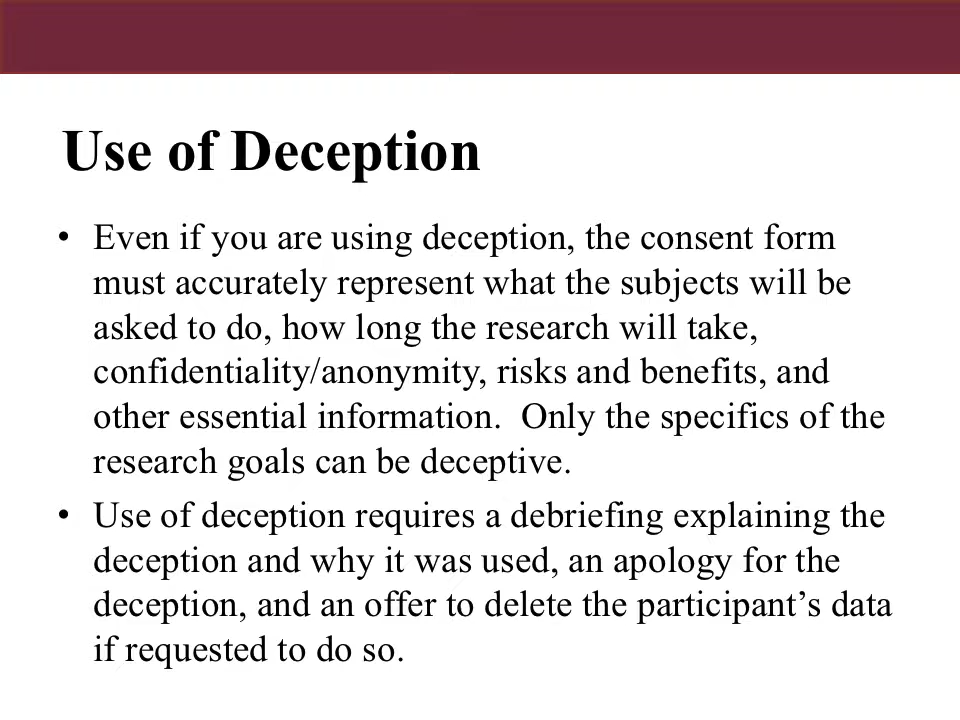 Use of Deception
• Even if you are using deception, the consent form
must accurately represent what the subjects will be
asked to do, how long the research will take,
confidentiality/anonymity, risks and benefits, and
other essential information.  Only the specifics of the
research goals can be deceptive.
• Use of deception requires a debriefing explaining the
deception and why it was used, an apology for the
deception, and an offer to delete the participant’s data
if requested to do so.